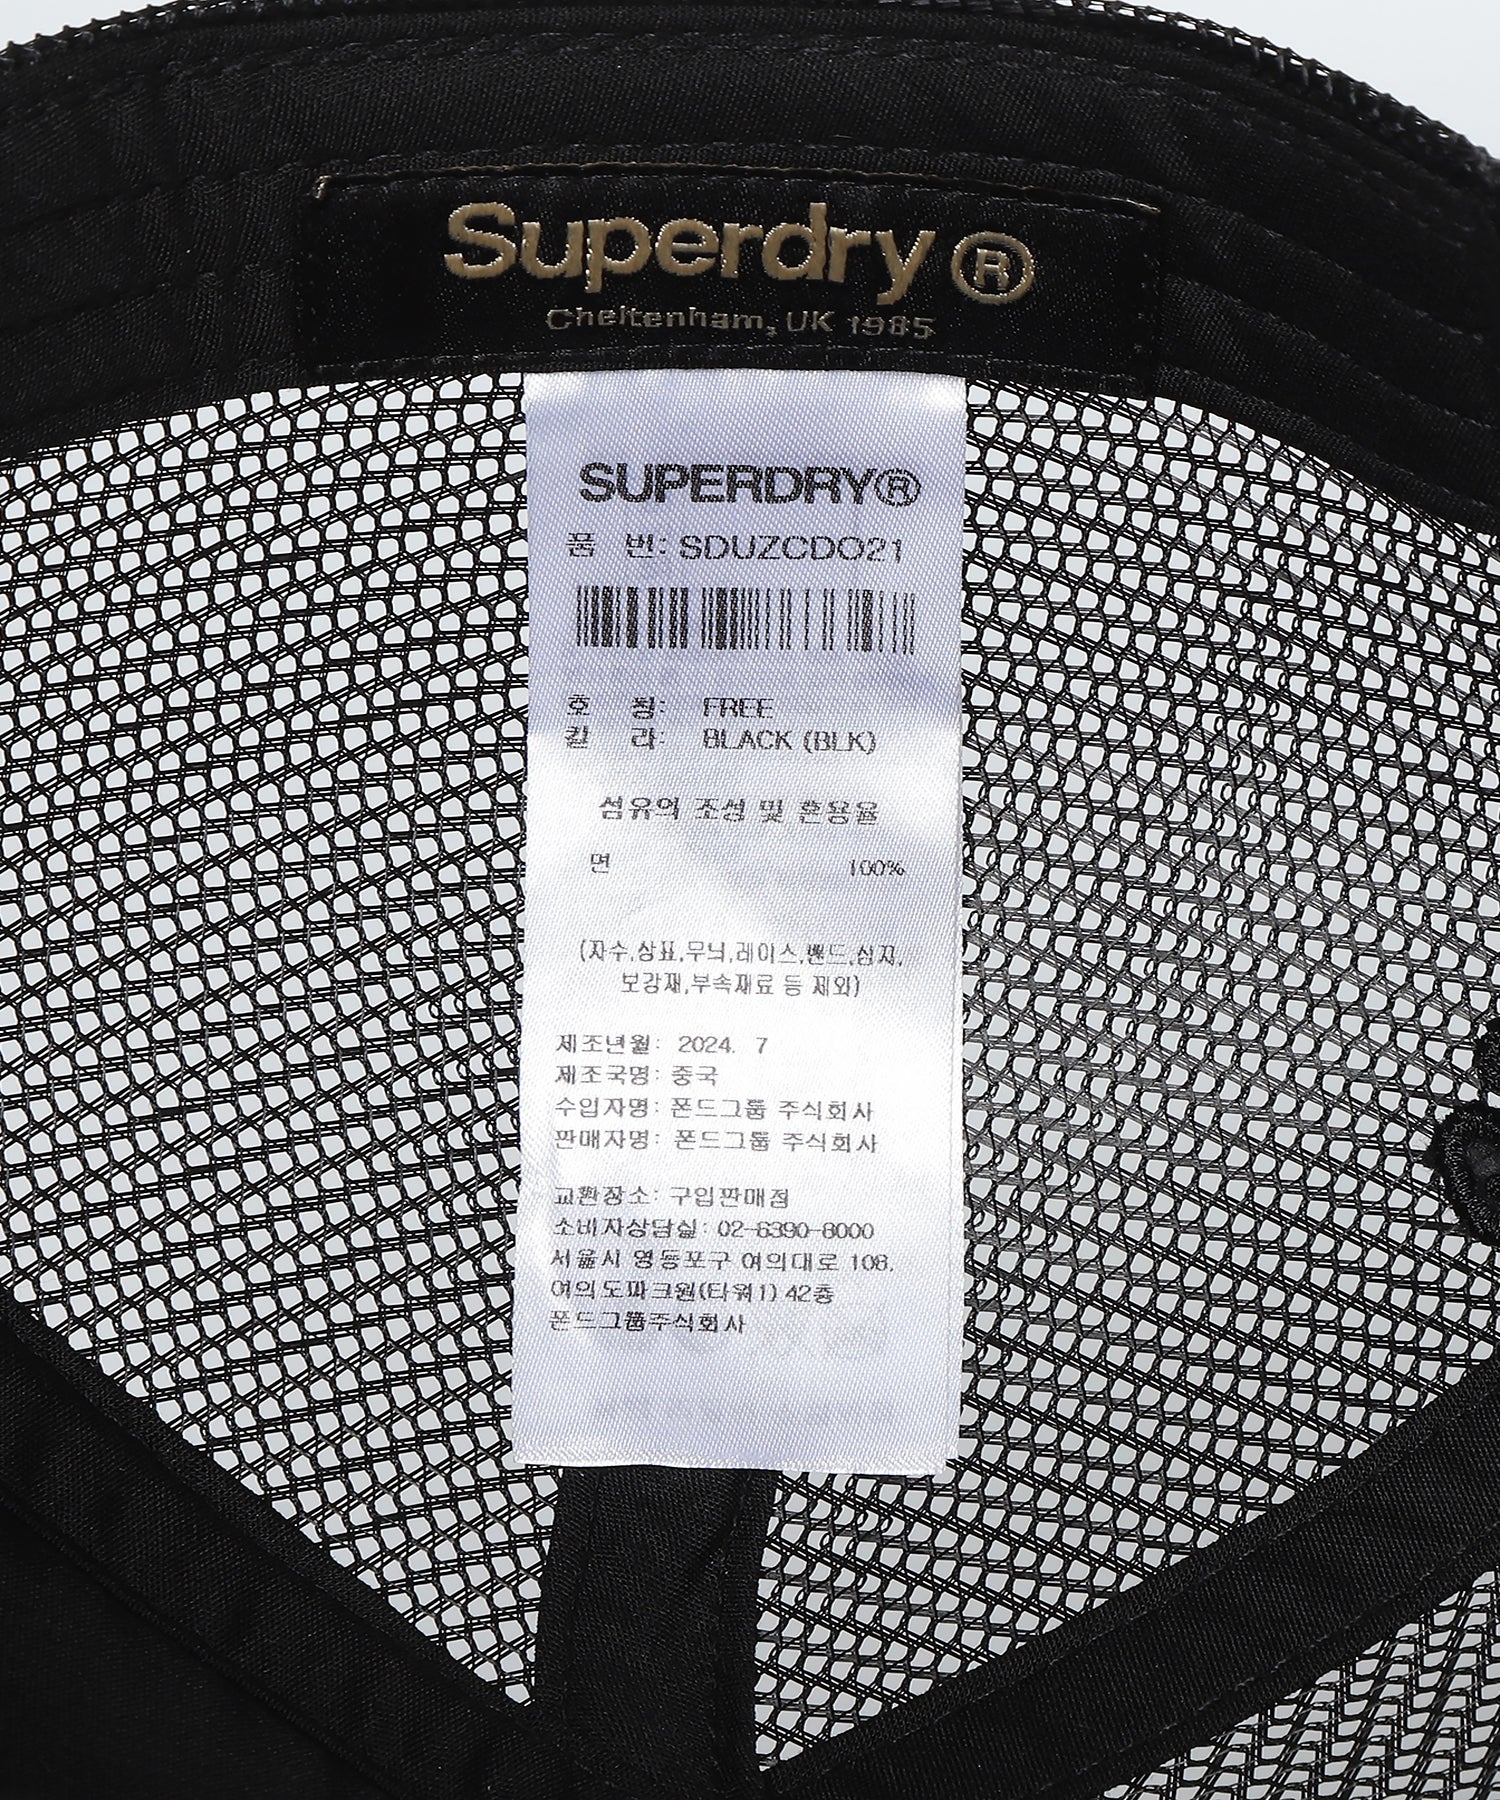 Superdry®
Cheltenham, UK 1985
SUPERDRY®
품 번: SDUZCDO21
호 칭: FREE
칼 라: BLACK (BLK)
섬유의 조성 및 혼용율
면 100%
(자수,상표,무늬,레이스,밴드,심지,
보강재,부속재료 등 제외)
제조년월: 2024. 7
제조국명: 중국
수입자명: 폰드그룹 주식회사
판매자명: 폰드그룹 주식회사
교환장소: 구입판매점
소비자상담실: 02-6390-8000
서울시 영등포구 여의대로 108,
여의도파크원(타워1) 42층
폰드그룹주식회사